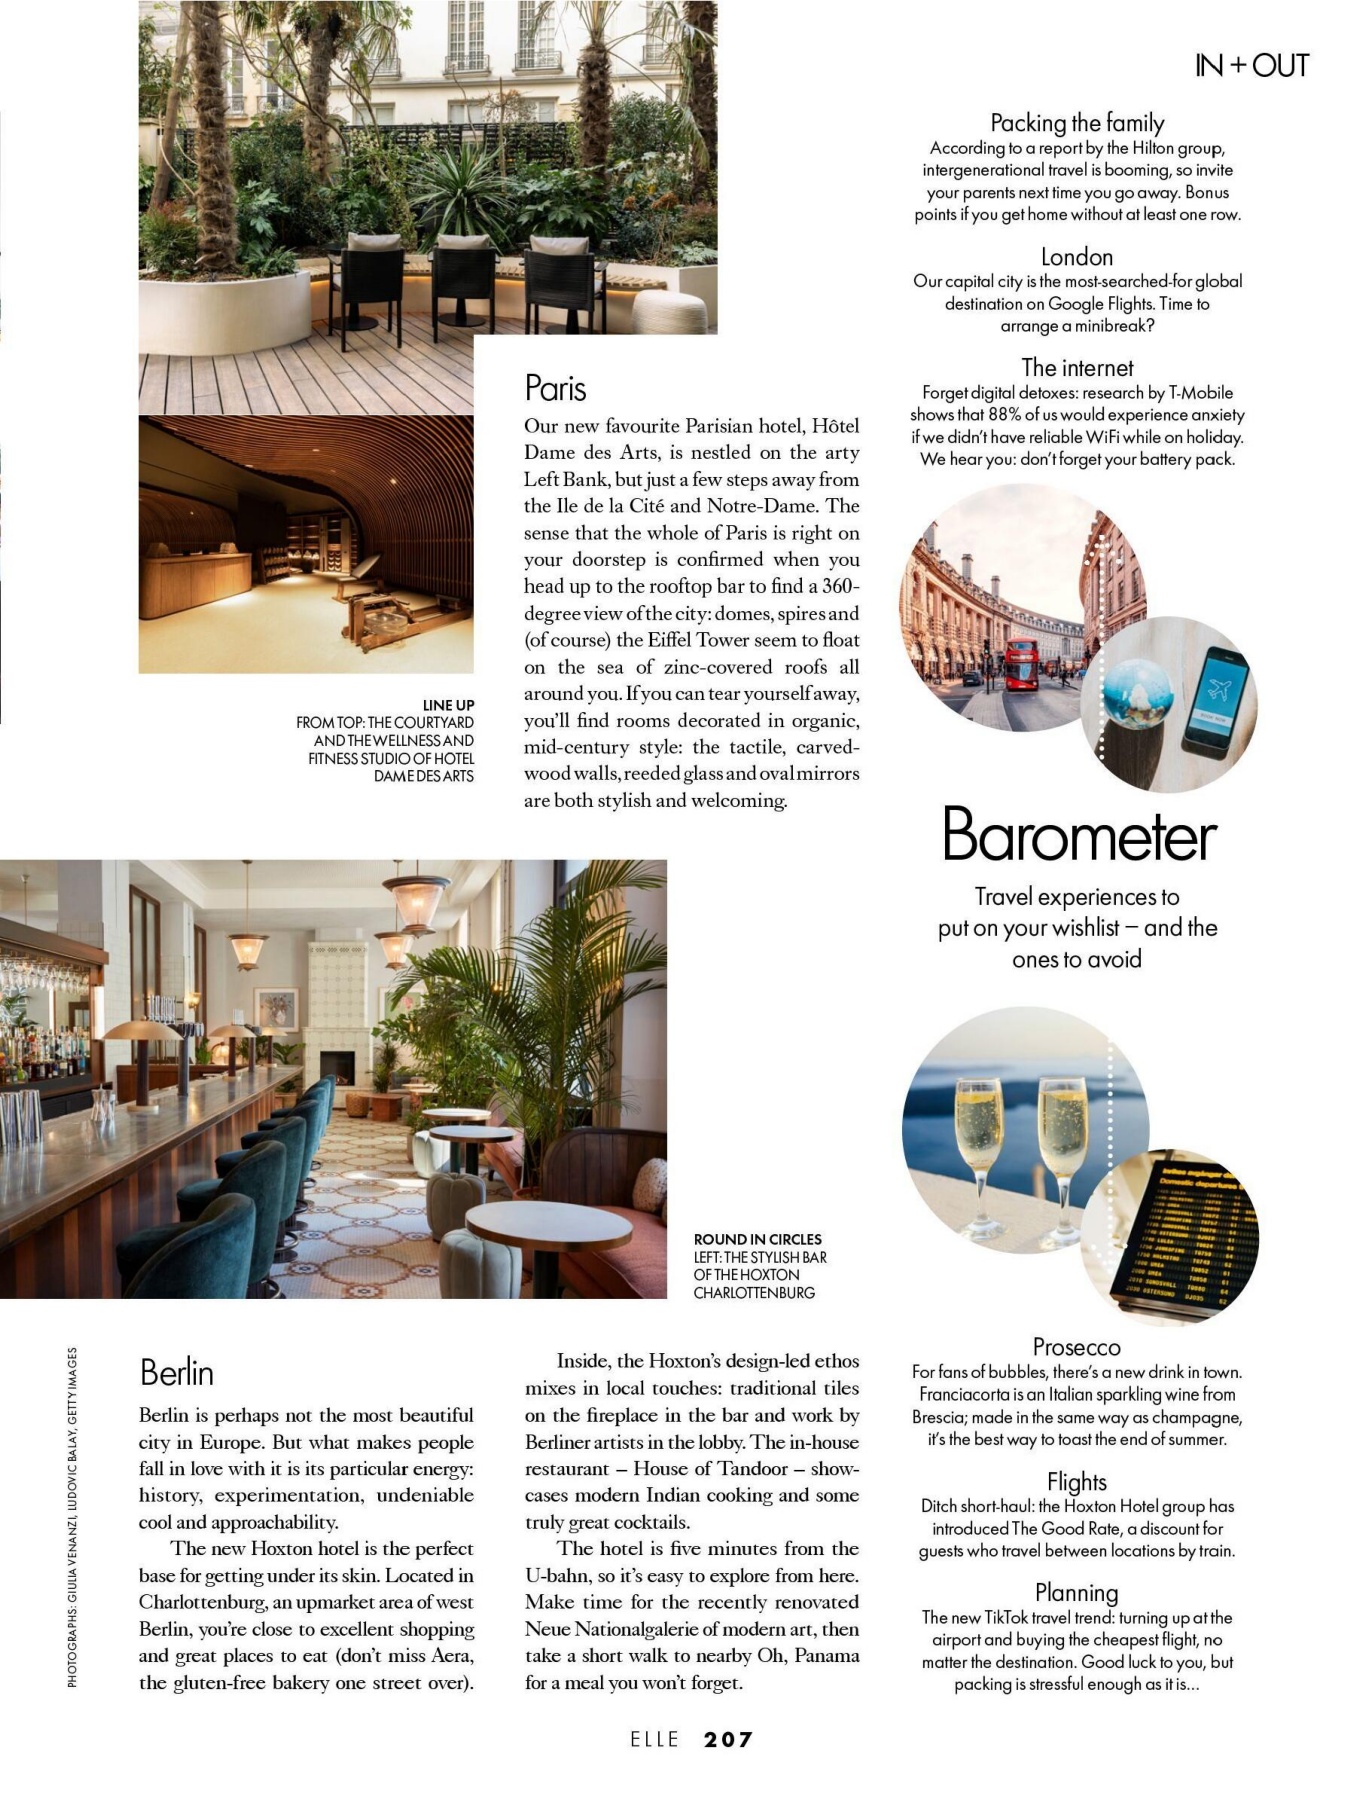 IN + OUT
Paris
Our new favourite Parisian hotel, Hôtel
Dame des Arts, is nestled on the arty
Left Bank, but just a few steps away from
the Ile de la Cité and Notre-Dame. The
sense that the whole of Paris is right on
your doorstep is confirmed when you
head up to the rooftop bar to find a 360-
degree view of the city: domes, spires and
(of course) the Eiffel Tower seem to float
on the sea of zinc-covered roofs all
around you. If you can tear yourself away,
you'll find rooms decorated in organic,
mid-century style: the tactile, carved-
wood walls, reeded glass and oval mirrors
are both stylish and welcoming.
LINE UP
FROM TOP: THE COURTYARD
AND THE WELLNESS AND
FITNESS STUDIO OF HOTEL
DAME DES ARTS
ROUND IN CIRCLES
LEFT: THE STYLISH BAR
OF THE HOXTON
CHARLOTTENBURG
Berlin
Berlin is perhaps not the most beautiful
city in Europe. But what makes people
fall in love with it is its particular energy:
history, experimentation, undeniable
cool and approachability.
The new Hoxton hotel is the perfect
base for getting under its skin. Located in
Charlottenburg, an upmarket area of west
Berlin, you're close to excellent shopping
and great places to eat (don't miss Aera,
the gluten-free bakery one street over).
Inside, the Hoxton's design-led ethos
mixes in local touches: traditional tiles
on the fireplace in the bar and work by
Berliner artists in the lobby. The in-house
restaurant – House of Tandoor – show-
cases modern Indian cooking and some
truly great cocktails.
The hotel is five minutes from the
U-bahn, so it's easy to explore from here.
Make time for the recently renovated
Neue Nationalgalerie of modern art, then
take a short walk to nearby Oh, Panama
for a meal you won't forget.
PHOTOGRAPHS: GIULIA VENANZI, LUDOVIC BALAY, GETTY IMAGES
Packing the family
According to a report by the Hilton group,
intergenerational travel is booming, so invite
your parents next time you go away. Bonus
points if you get home without at least one row.
London
Our capital city is the most-searched-for global
destination on Google Flights. Time to
arrange a minibreak?
The internet
Forget digital detoxes: research by T-Mobile
shows that 88% of us would experience anxiety
if we didn't have reliable WiFi while on holiday.
We hear you: don't forget your battery pack.
BOOK NOW
Barometer
Travel experiences to
put on your wishlist – and the
ones to avoid
Domestic departures
Prosecco
For fans of bubbles, there's a new drink in town.
Franciacorta is an Italian sparkling wine from
Brescia; made in the same way as champagne,
it's the best way to toast the end of summer.
Flights
Ditch short-haul: the Hoxton Hotel group has
introduced The Good Rate, a discount for
guests who travel between locations by train.
Planning
The new TikTok travel trend: turning up at the
airport and buying the cheapest flight, no
matter the destination. Good luck to you, but
packing is stressful enough as it is...
ELLE 207